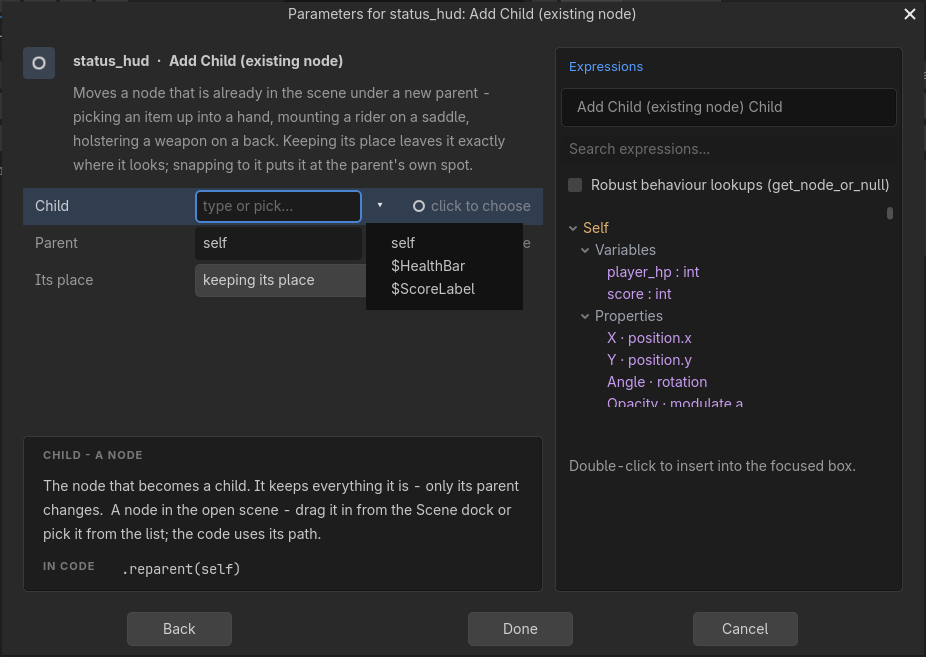 Parameters for status_hud: Add Child (existing node)
status_hud · Add Child (existing node)
Moves a node that is already in the scene under a new parent -
picking an item up into a hand, mounting a rider on a saddle,
holstering a weapon on a back. Keeping its place leaves it exactly
where it looks; snapping to it puts it at the parent's own spot.
Child
type or pick...
click to choose
Parent
self
e
Its place
keeping its place
self
$HealthBar
$ScoreLabel
CHILD - A NODE
The node that becomes a child. It keeps everything it is - only its parent
changes.  A node in the open scene - drag it in from the Scene dock or
pick it from the list; the code uses its path.
IN CODE .reparent(self)
Expressions
Add Child (existing node) Child
Search expressions...
Robust behaviour lookups (get_node_or_null)
Self
Variables
player_hp : int
score : int
Properties
X · position.x
Y · position.y
Angle · rotation
Opacity · modulate.a
Double-click to insert into the focused box.
Back
Done
Cancel